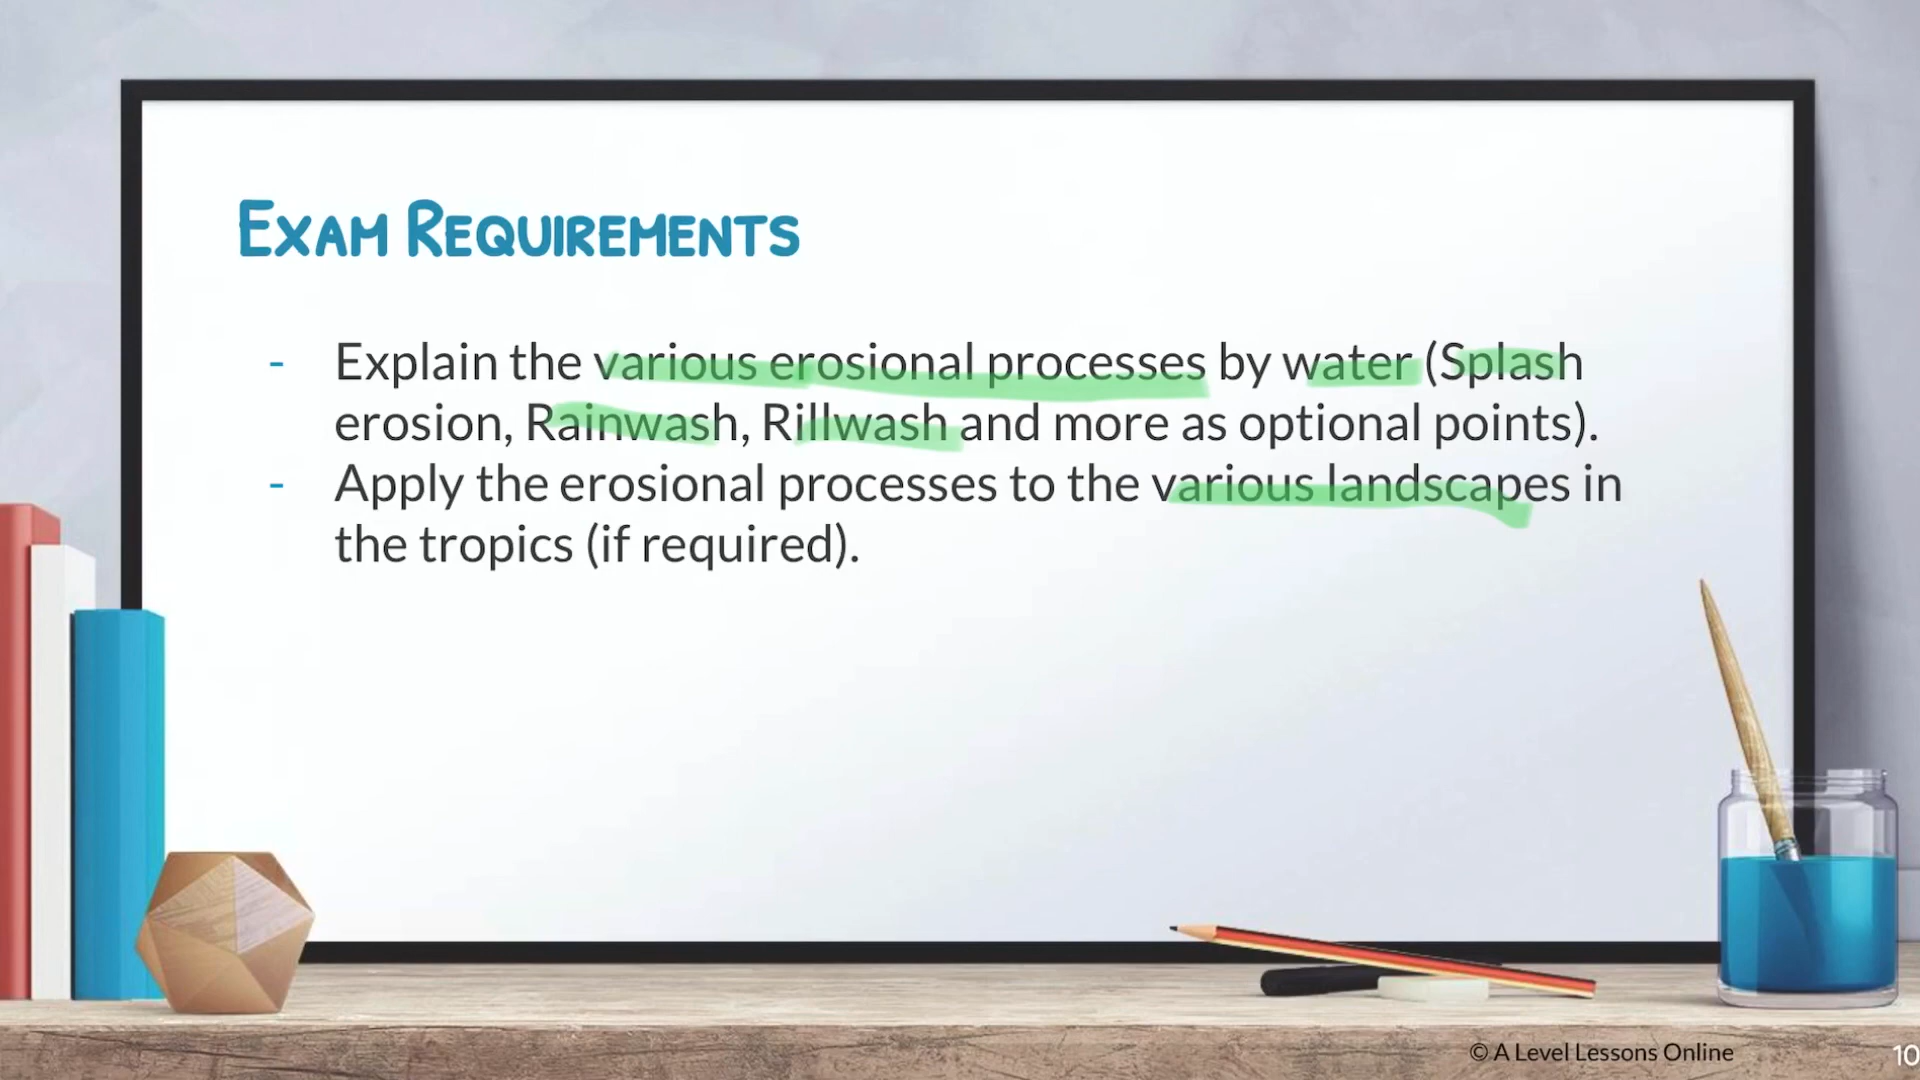 EXAM REQUIREMENTS
- Explain the various erosional processes by water (Splash
erosion, Rainwash, Rillwash and more as optional points).
- Apply the erosional processes to the various landscapes in
the tropics (if required).
© A Level Lessons Online
10